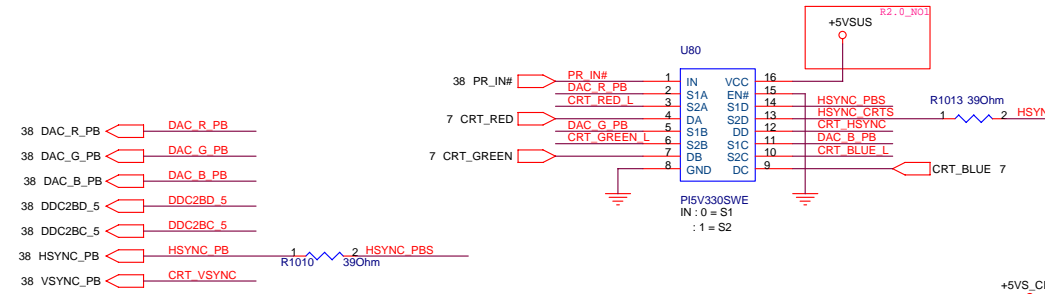 R2.0_NO1
+5VSUS
U80
38 PR_IN# PR_IN# 1 IN VCC 16
DAC_R_PB 2 S1A EN# 15
CRT_RED_L 3 S2A S1D 14 HSYNC_PBS
7 CRT_RED 4 DA S2D 13 HSYNC_CRTS 1 R1013 39Ohm 2 HSYN
DAC_G_PB 5 S1B DD 12 CRT_HSYNC
CRT_GREEN_L 6 S2B S1C 11 DAC_B_PB
7 CRT_GREEN 7 DB S2C 10 CRT_BLUE_L
8 GND DC 9 CRT_BLUE 7
PI5V330SWE
IN : 0 = S1
: 1 = S2
38 DAC_R_PB DAC_R_PB
38 DAC_G_PB DAC_G_PB
38 DAC_B_PB DAC_B_PB
38 DDC2BD_5 DDC2BD_5
38 DDC2BC_5 DDC2BC_5
38 HSYNC_PB HSYNC_PB 1 R1010 39Ohm 2 HSYNC_PBS
38 VSYNC_PB CRT_VSYNC
+5VS_C